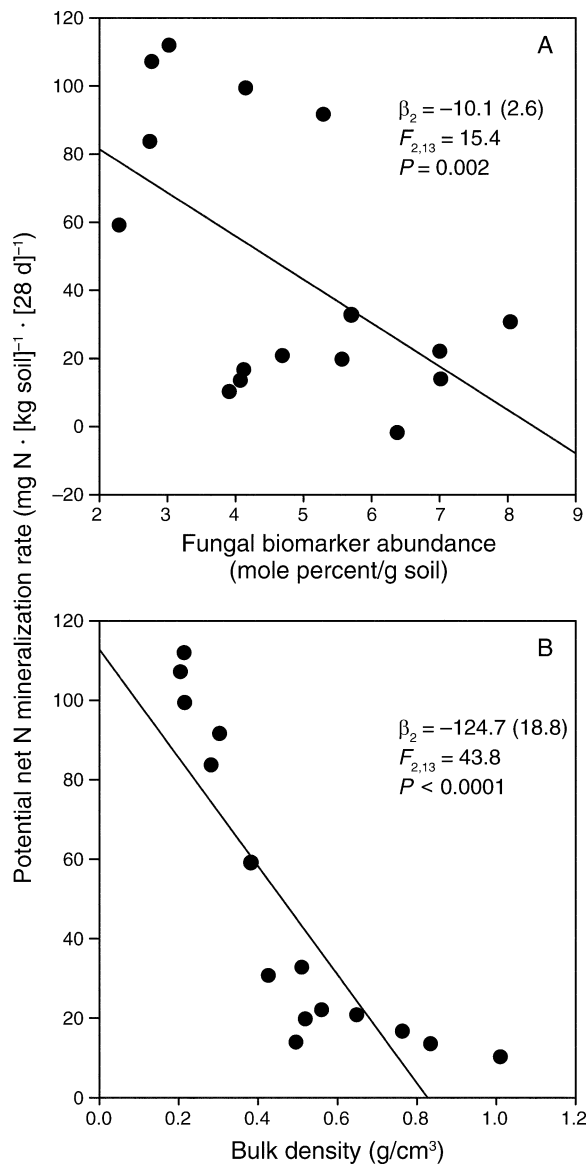 A
β₂ = –10.1 (2.6)
F₂,₁₃ = 15.4
P = 0.002
120
100
80
60
40
20
0
–20
2 3 4 5 6 7 8 9
Fungal biomarker abundance
(mole percent/g soil)
Potential net N mineralization rate (mg N · [kg soil]⁻¹ · [28 d]⁻¹)
B
β₂ = –124.7 (18.8)
F₂,₁₃ = 43.8
P < 0.0001
120
100
80
60
40
20
0
0.0 0.2 0.4 0.6 0.8 1.0 1.2
Bulk density (g/cm³)